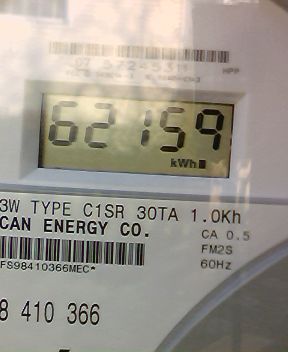 HPP
62159
kWh
3W TYPE C1SR 30TA 1.0Kh
CAN ENERGY CO.
CA 0.5
FM2S
FS98410366MEC*
60Hz
8 410 366